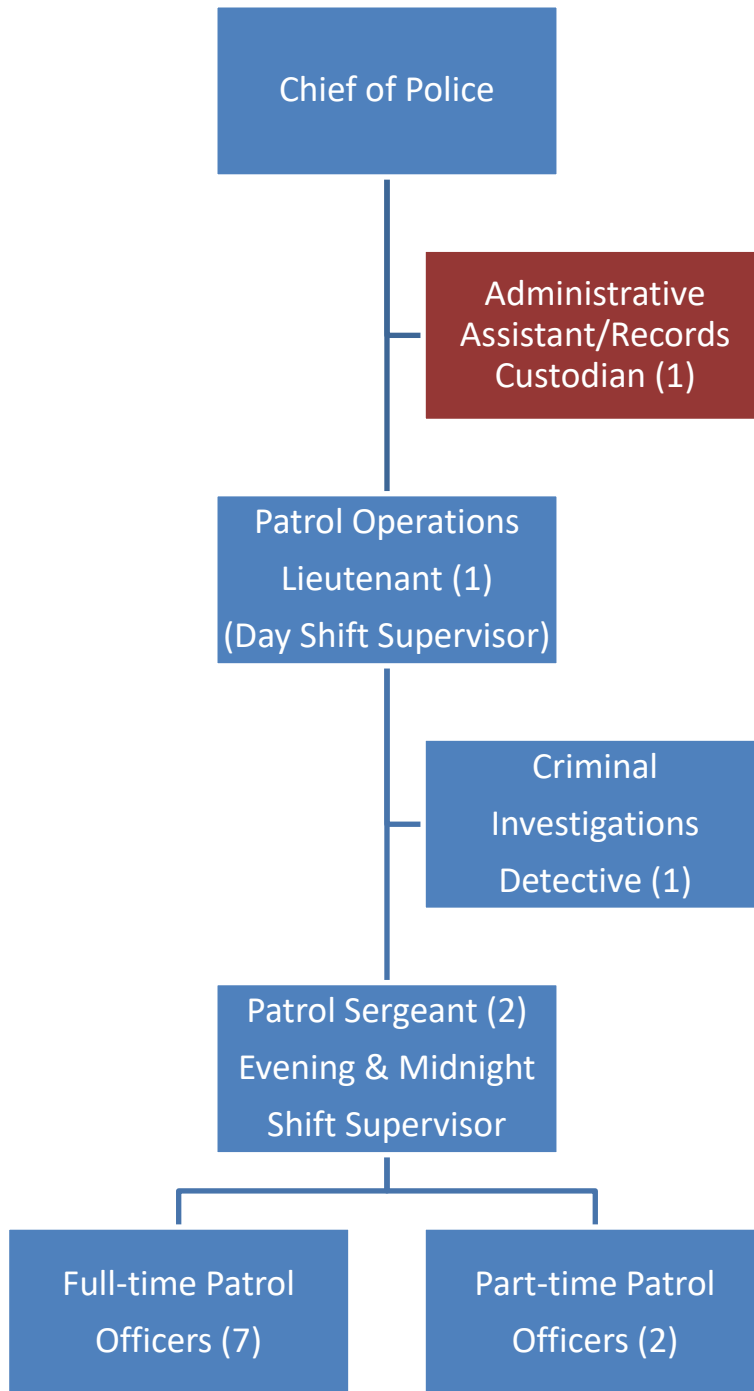 Chief of Police
Administrative
Assistant/Records
Custodian (1)
Patrol Operations
Lieutenant (1)
(Day Shift Supervisor)
Criminal
Investigations
Detective (1)
Patrol Sergeant (2)
Evening & Midnight
Shift Supervisor
Full-time Patrol
Officers (7)
Part-time Patrol
Officers (2)